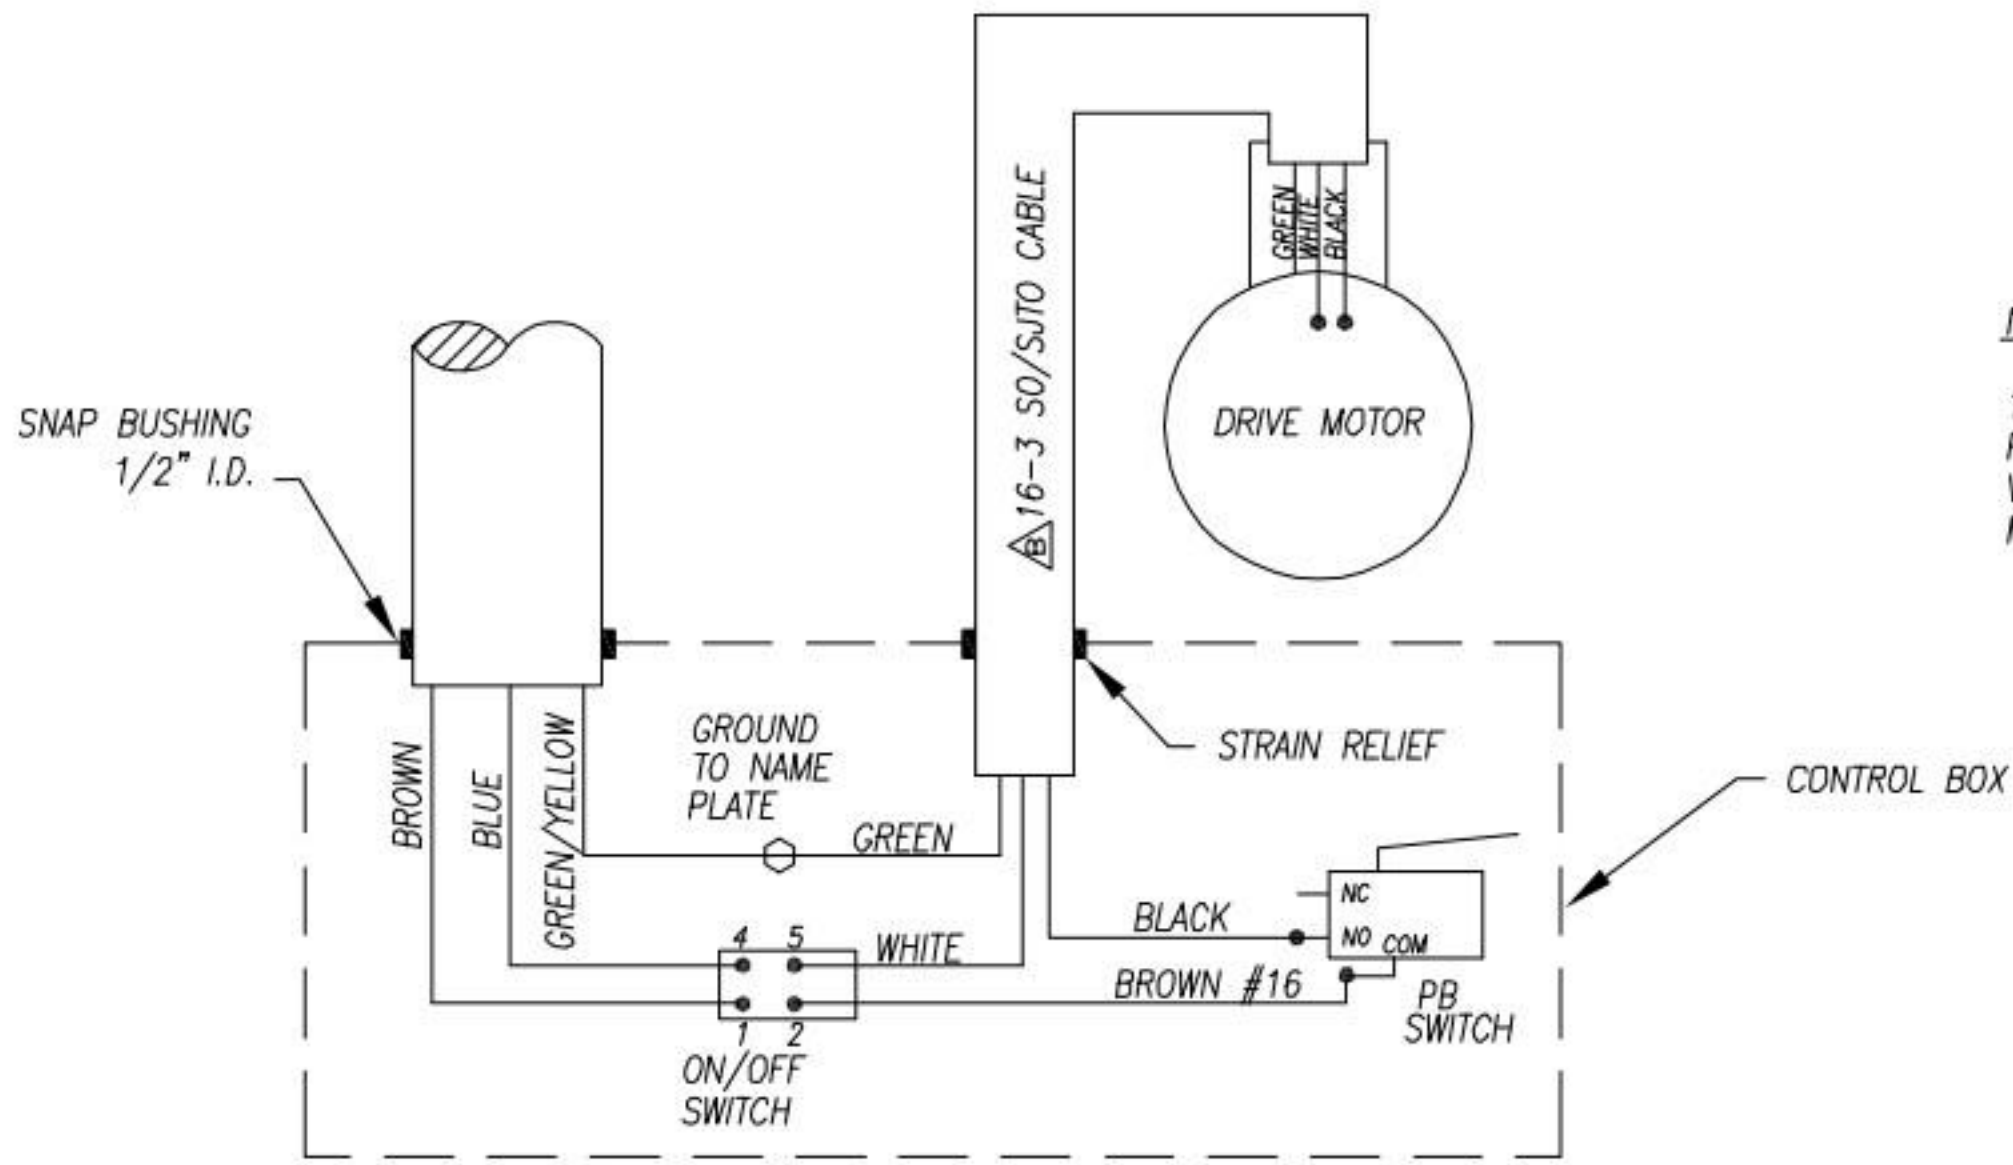 SNAP BUSHING
1/2" I.D.
16-3 SO/SJTO CABLE
B
GREEN
WHITE
BLACK
DRIVE MOTOR
BROWN
BLUE
GREEN/YELLOW
GROUND
TO NAME
PLATE
GREEN
STRAIN RELIEF
CONTROL BOX
NC
NO COM
BLACK
4 5
WHITE
BROWN #16
PB
SWITCH
1 2
ON/OFF
SWITCH